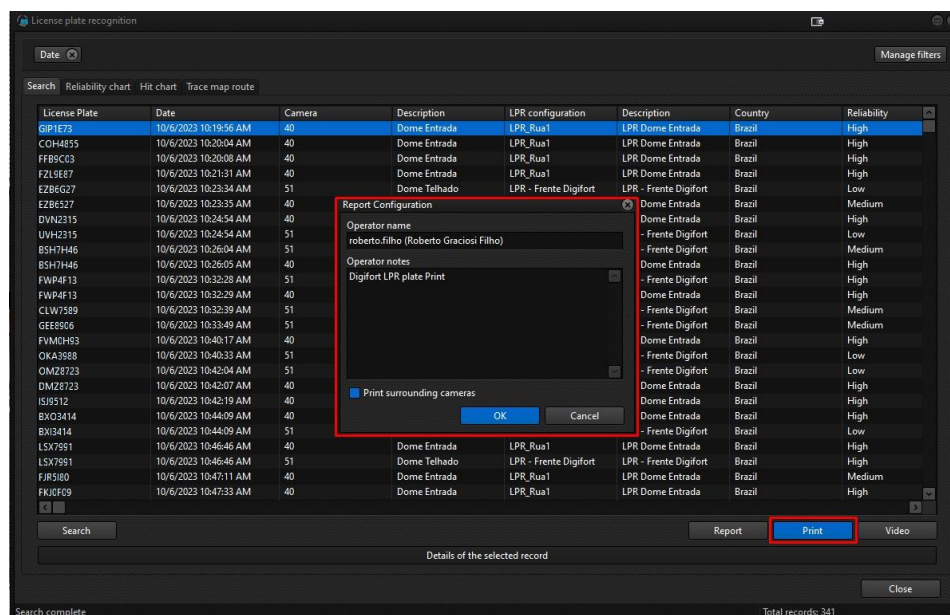 License plate recognition
Date
Manage filters
Search Reliability chart Hit chart Trace map route
License Plate Date Camera Description LPR configuration Description Country Reliability
GIP1E73 10/6/2023 10:19:56 AM 40 Dome Entrada LPR_Rua1 LPR Dome Entrada Brazil High
COH4855 10/6/2023 10:20:04 AM 40 Dome Entrada LPR_Rua1 LPR Dome Entrada Brazil High
FFB9C03 10/6/2023 10:20:08 AM 40 Dome Entrada LPR_Rua1 LPR Dome Entrada Brazil High
FZL9E87 10/6/2023 10:21:31 AM 40 Dome Entrada LPR_Rua1 LPR Dome Entrada Brazil High
EZB6G27 10/6/2023 10:23:34 AM 51 Dome Telhado LPR - Frente Digifort LPR - Frente Digifort Brazil Low
EZB6527 10/6/2023 10:23:35 AM 40 Dome Entrada Brazil Medium
DVN2315 10/6/2023 10:24:54 AM 40 Dome Entrada Brazil High
UVH2315 10/6/2023 10:24:54 AM 51 - Frente Digifort Brazil Low
BSH7H46 10/6/2023 10:26:04 AM 51 - Frente Digifort Brazil Medium
BSH7H46 10/6/2023 10:26:05 AM 40 Dome Entrada Brazil High
FWP4F13 10/6/2023 10:32:28 AM 51 - Frente Digifort Brazil High
FWP4F13 10/6/2023 10:32:29 AM 40 Dome Entrada Brazil High
CLW7589 10/6/2023 10:32:39 AM 51 - Frente Digifort Brazil Medium
GEE8906 10/6/2023 10:33:49 AM 51 - Frente Digifort Brazil Medium
FVM0H93 10/6/2023 10:40:17 AM 40 Dome Entrada Brazil High
OKA3988 10/6/2023 10:40:33 AM 51 - Frente Digifort Brazil Low
OMZ8723 10/6/2023 10:42:04 AM 51 - Frente Digifort Brazil Low
DMZ8723 10/6/2023 10:42:07 AM 40 Dome Entrada Brazil High
ISJ9512 10/6/2023 10:42:19 AM 40 Dome Entrada Brazil High
BXO3414 10/6/2023 10:44:09 AM 40 Dome Entrada Brazil High
BXI3414 10/6/2023 10:44:09 AM 51 - Frente Digifort Brazil Low
LSX7991 10/6/2023 10:46:46 AM 40 Dome Entrada LPR_Rua1 LPR Dome Entrada Brazil High
LSX7991 10/6/2023 10:46:46 AM 51 Dome Telhado LPR - Frente Digifort LPR - Frente Digifort Brazil High
FJR5I80 10/6/2023 10:47:11 AM 40 Dome Entrada LPR_Rua1 LPR Dome Entrada Brazil Medium
FKJ0F09 10/6/2023 10:47:33 AM 40 Dome Entrada LPR_Rua1 LPR Dome Entrada Brazil High
Report Configuration
Operator name
roberto.filho (Roberto Graciosi Filho)
Operator notes
Digifort LPR plate Print
Print surrounding cameras
OK Cancel
Search Report Print Video
Details of the selected record
Close
Search complete Total records: 341